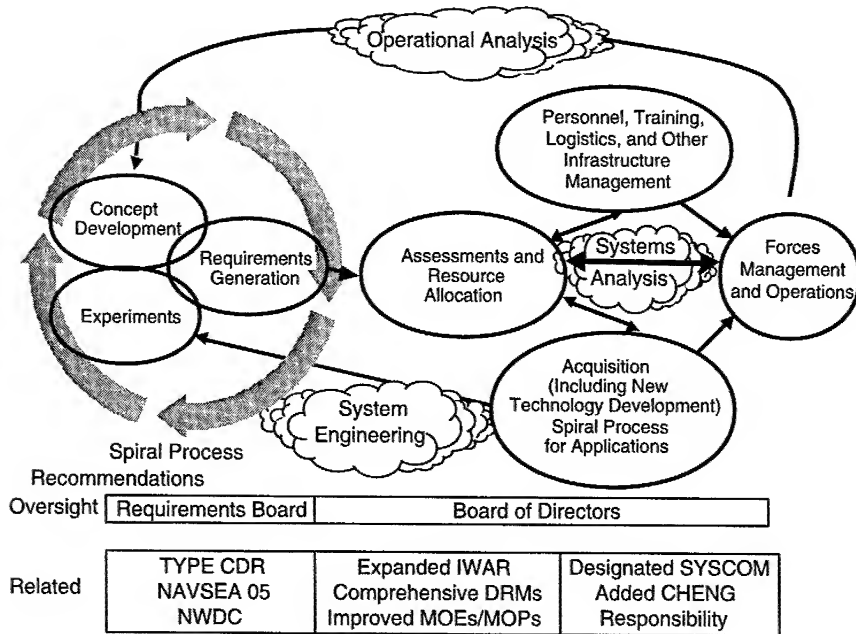 Operational Analysis
Personnel, Training,
Logistics, and Other
Infrastructure
Management
Concept
Development
Requirements
Generation
Experiments
Assessments and
Resource
Allocation
Systems
Analysis
Forces
Management
and Operations
Acquisition
(Including New
Technology Development)
Spiral Process
for Applications
System
Engineering
Spiral Process
Recommendations
Oversight
Requirements Board
Board of Directors
Related
TYPE CDR
NAVSEA 05
NWDC
Expanded IWAR
Comprehensive DRMs
Improved MOEs/MOPs
Designated SYSCOM
Added CHENG
Responsibility